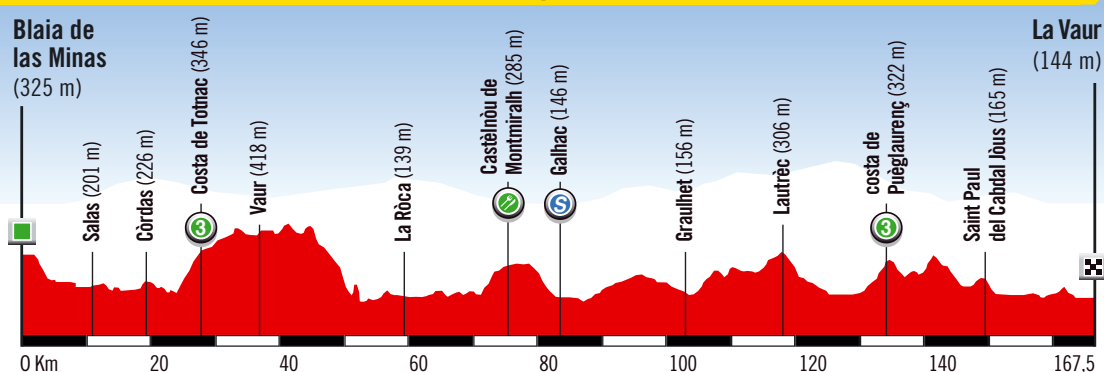 Blaia de
las Minas
(325 m)
Salas (201 m)
Còrdas (226 m)
Costa de Totnac (346 m)
3
Vaur (418 m)
La Ròca (139 m)
Castèlnòu de
Montmiralh (285 m)
Galhac (146 m)
S
Graulhet (156 m)
Lautrèc (306 m)
costa de
Puèglaurenç (322 m)
3
Saint Paul
del Cabdal Jòus (165 m)
La Vaur
(144 m)
0 Km 20 40 60 80 100 120 140 167,5